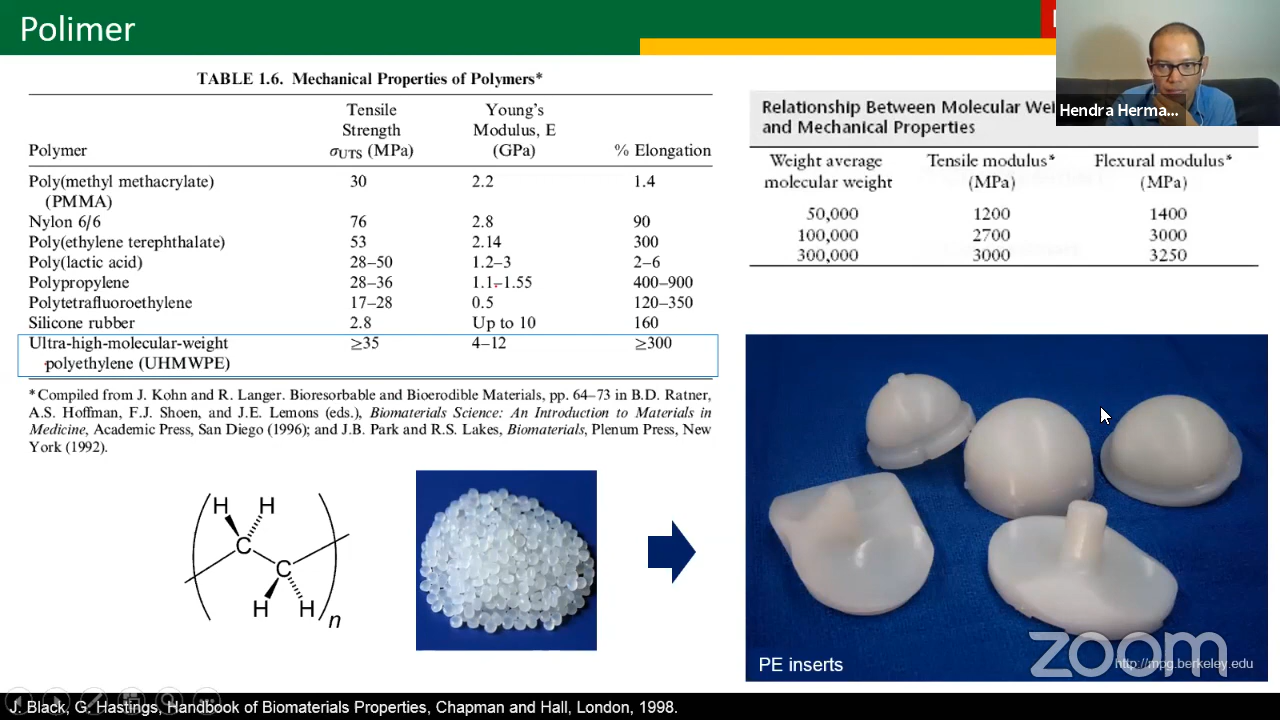 Polimer
Hendra Herma...
TABLE 1.6. Mechanical Properties of Polymers*
Polymer Tensile Strength σUTS (MPa) Young's Modulus, E (GPa) % Elongation
Poly(methyl methacrylate) 30 2.2 1.4
(PMMA)
Nylon 6/6 76 2.8 90
Poly(ethylene terephthalate) 53 2.14 300
Poly(lactic acid) 28–50 1.2–3 2–6
Polypropylene 28–36 1.1–1.55 400–900
Polytetrafluoroethylene 17–28 0.5 120–350
Silicone rubber 2.8 Up to 10 160
Ultra-high-molecular-weight ≥35 4–12 ≥300
polyethylene (UHMWPE)
*Compiled from J. Kohn and R. Langer. Bioresorbable and Bioerodible Materials, pp. 64–73 in B.D. Ratner,
A.S. Hoffman, F.J. Shoen, and J.E. Lemons (eds.), Biomaterials Science: An Introduction to Materials in
Medicine, Academic Press, San Diego (1996); and J.B. Park and R.S. Lakes, Biomaterials, Plenum Press, New
York (1992).
Relationship Between Molecular
and Mechanical Properties
Weight average molecular weight Tensile modulus* (MPa) Flexural modulus* (MPa)
50,000 1200 1400
100,000 2700 3000
300,000 3000 3250
H H
C
C
H H
n
PE inserts
zoom
http://mpg.berkeley.edu
J. Black, G. Hastings, Handbook of Biomaterials Properties, Chapman and Hall, London, 1998.